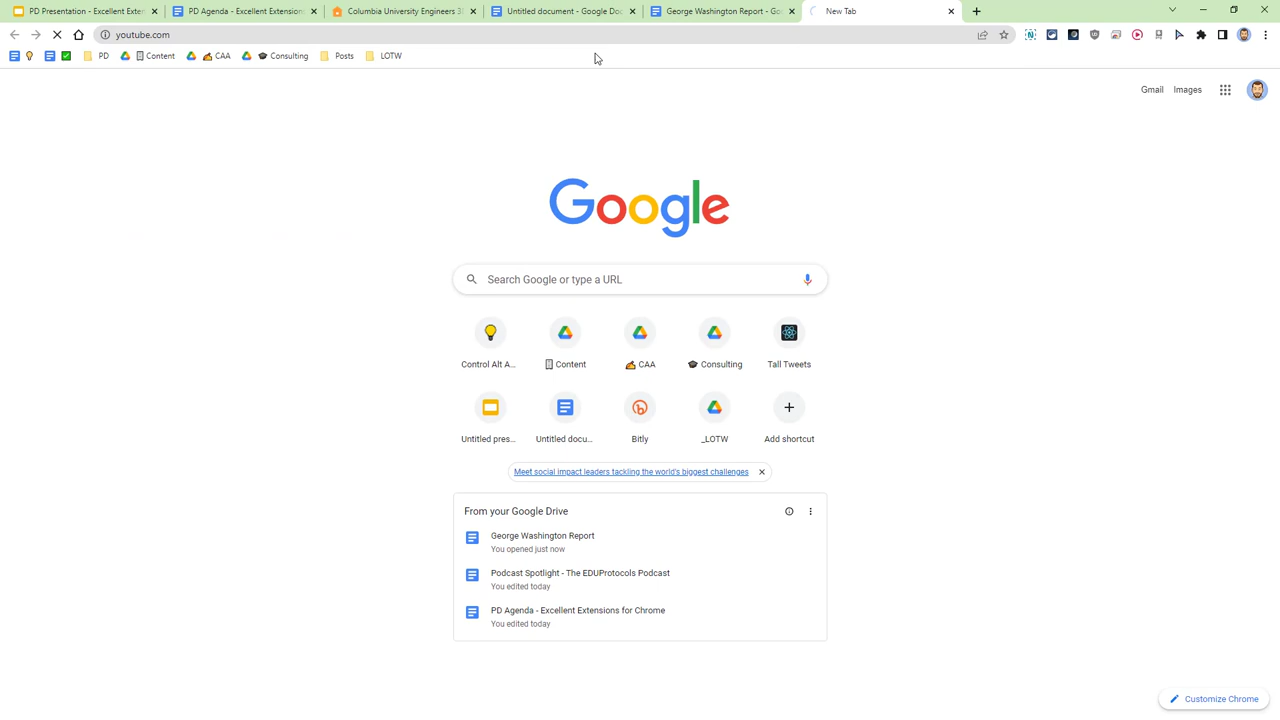 PD Presentation - Excellent Exten
PD Agenda - Excellent Extensions
Columbia University Engineers 3D
Untitled document - Google Doc
George Washington Report - Goo
New Tab
youtube.com
PD
Content
CAA
Consulting
Posts
LOTW
Gmail
Images
Google
Search Google or type a URL
Control Alt A...
Content
CAA
Consulting
Tall Tweets
Untitled pres...
Untitled docu...
Bitly
_LOTW
Add shortcut
Meet social impact leaders tackling the world's biggest challenges
From your Google Drive
George Washington Report
You opened just now
Podcast Spotlight - The EDUProtocols Podcast
You edited today
PD Agenda - Excellent Extensions for Chrome
You edited today
Customize Chrome